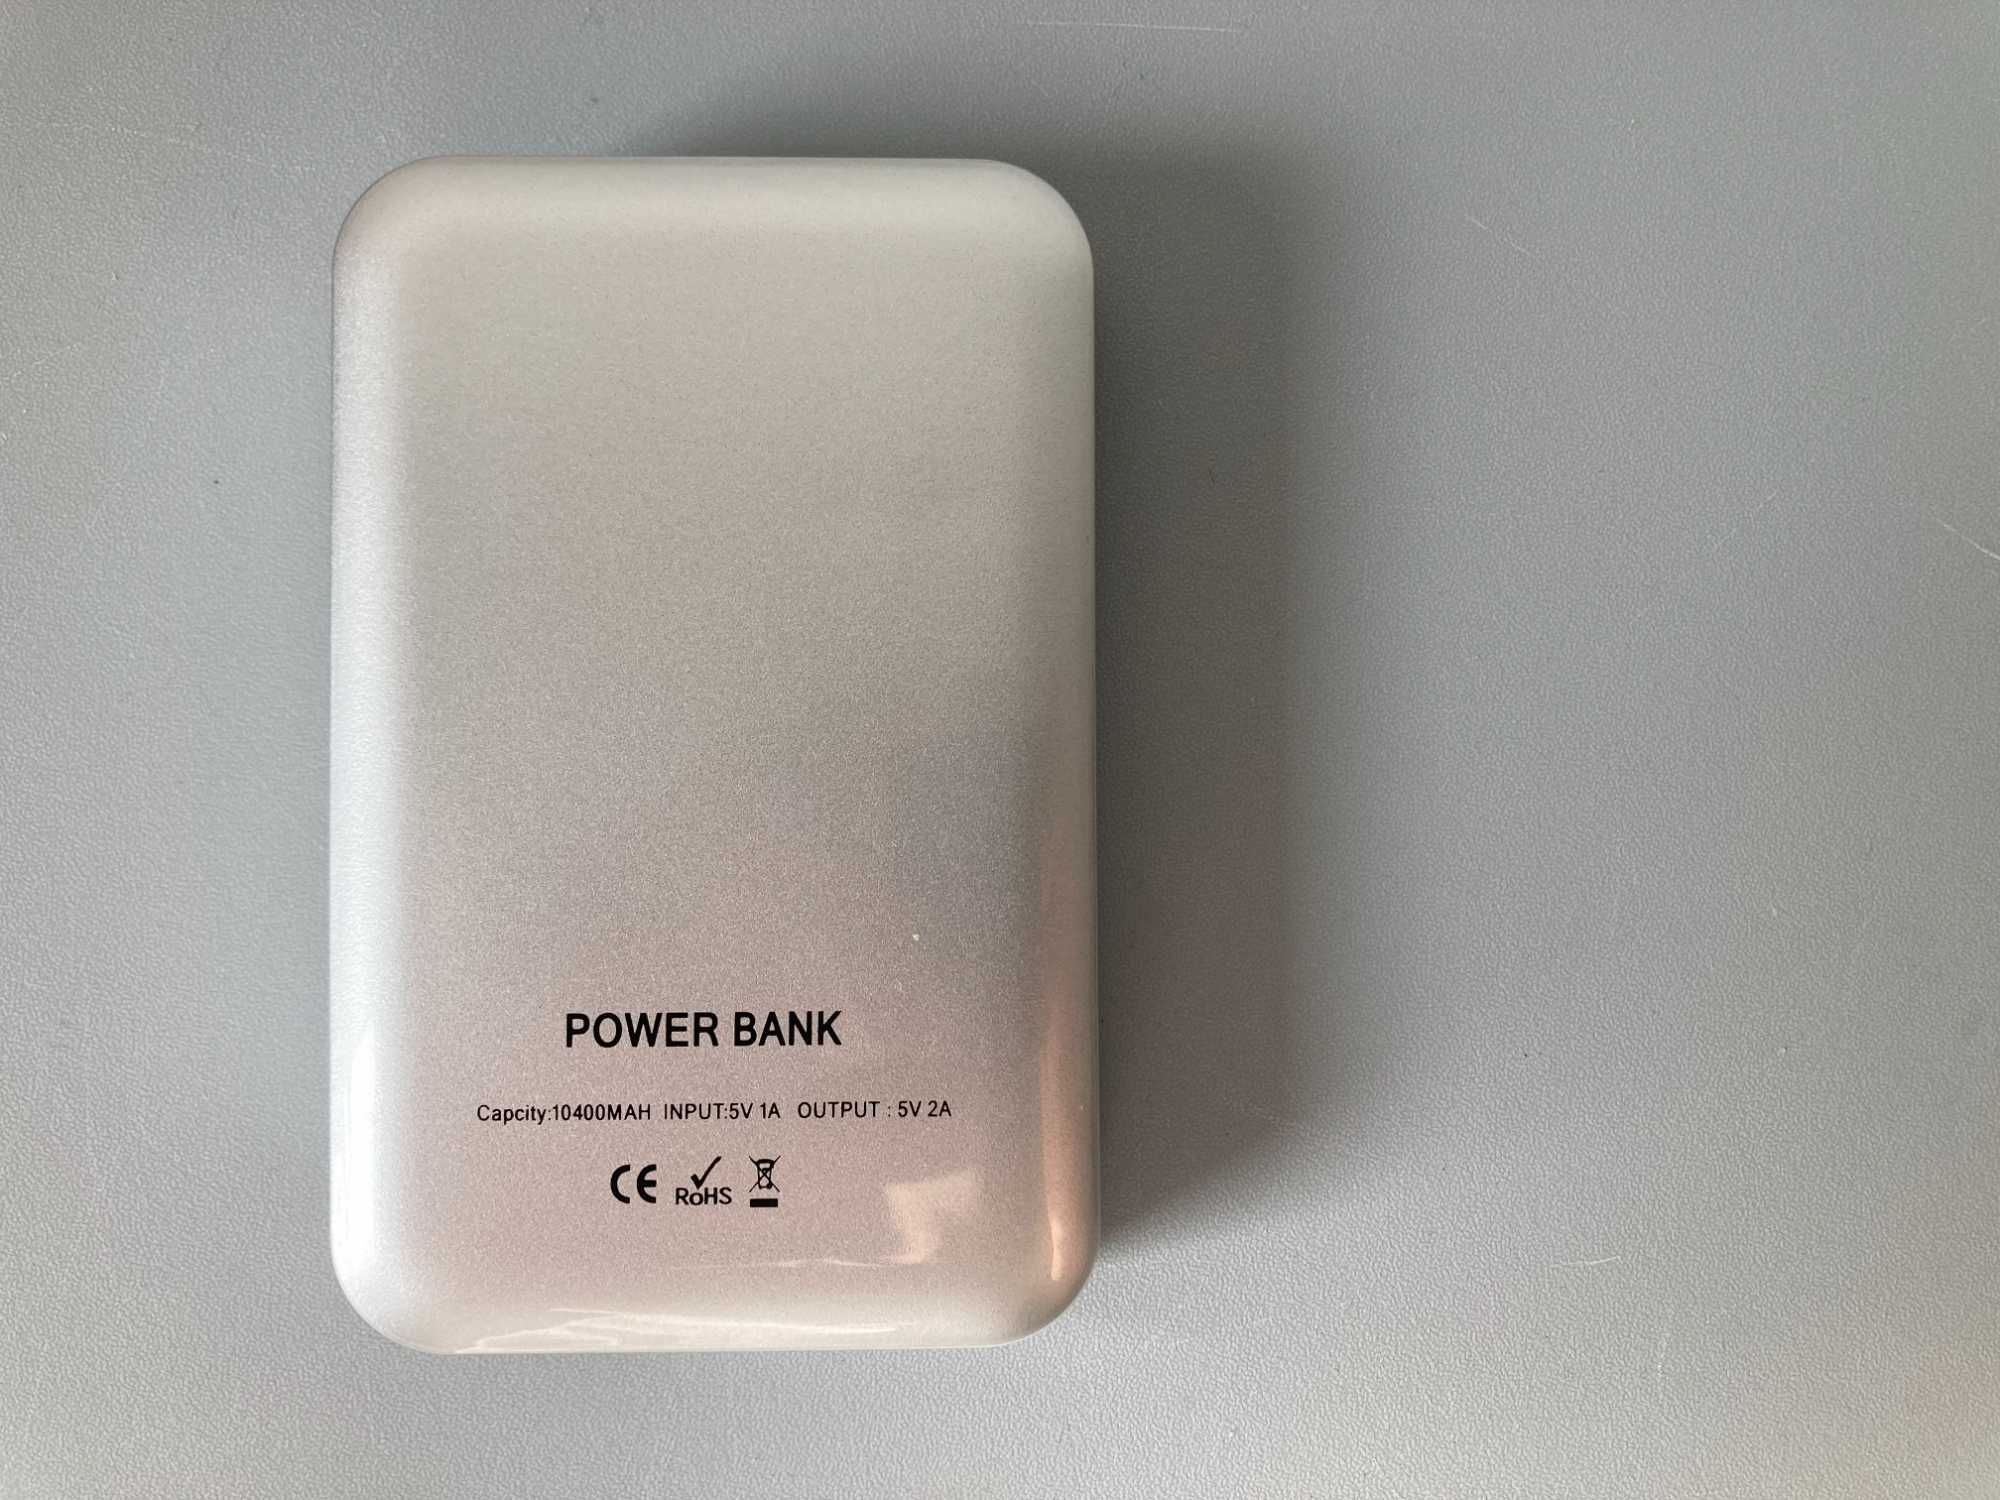 POWER BANK
Capcity:10400MAH INPUT:5V 1A OUTPUT : 5V 2A
CE RoHS